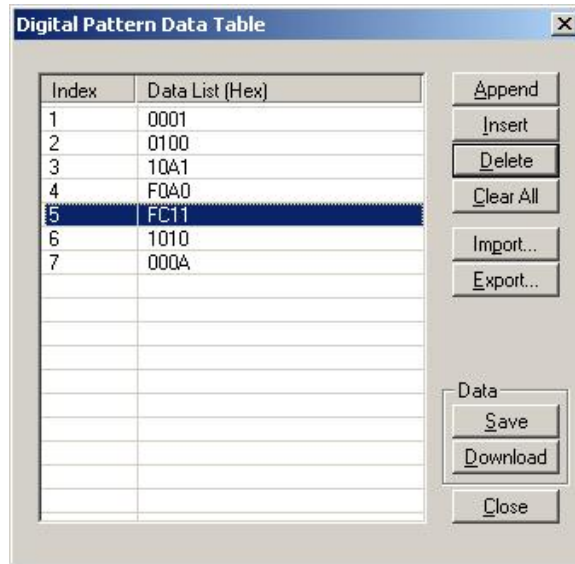 Digital Pattern Data Table
Index Data List (Hex)
1 0001
2 0100
3 10A1
4 F0A0
5 FC11
6 1010
7 000A
Append
Insert
Delete
Clear All
Import...
Export...
Data
Save
Download
Close